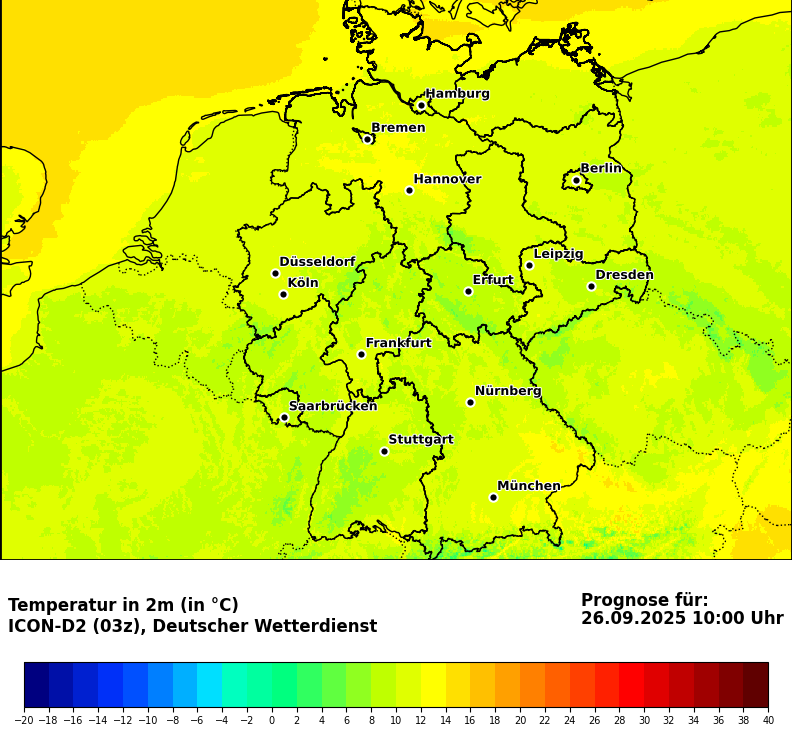 Hamburg
Bremen
Berlin
Hannover
Düsseldorf
Leipzig
Köln
Erfurt
Dresden
Frankfurt
Nürnberg
Saarbrücken
Stuttgart
München
Temperatur in 2m (in °C)
ICON-D2 (03z), Deutscher Wetterdienst
Prognose für:
26.09.2025 10:00 Uhr
−20 −18 −16 −14 −12 −10 −8 −6 −4 −2 0 2 4 6 8 10 12 14 16 18 20 22 24 26 28 30 32 34 36 38 40